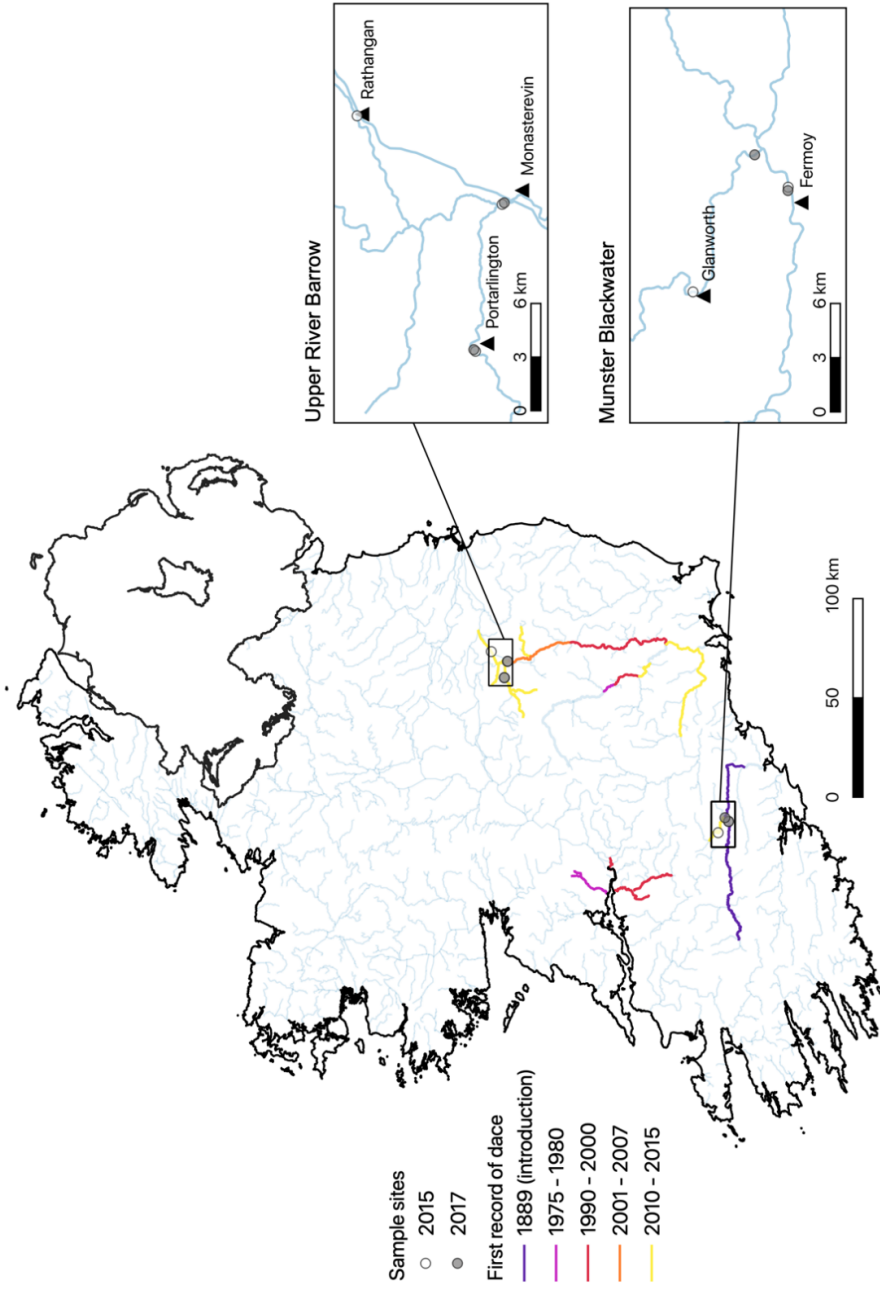 Sample sites
2015
2017
First record of dace
1889 (introduction)
1975 – 1980
1990 – 2000
2001 – 2007
2010 – 2015
0 50 100 km
Upper River Barrow
Rathangan
Portarlington
Monasterevin
0 3 6 km
Munster Blackwater
Glanworth
Fermoy
0 3 6 km